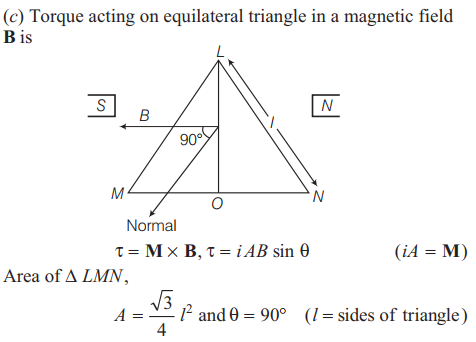 (c) Torque acting on equilateral triangle in a magnetic field
B is
L
S
N
B
l
90°
M
O
N
Normal
τ = M × B, τ = iAB sin θ (iA = M)
Area of Δ LMN,
A = √3/4 l² and θ = 90° (l = sides of triangle)